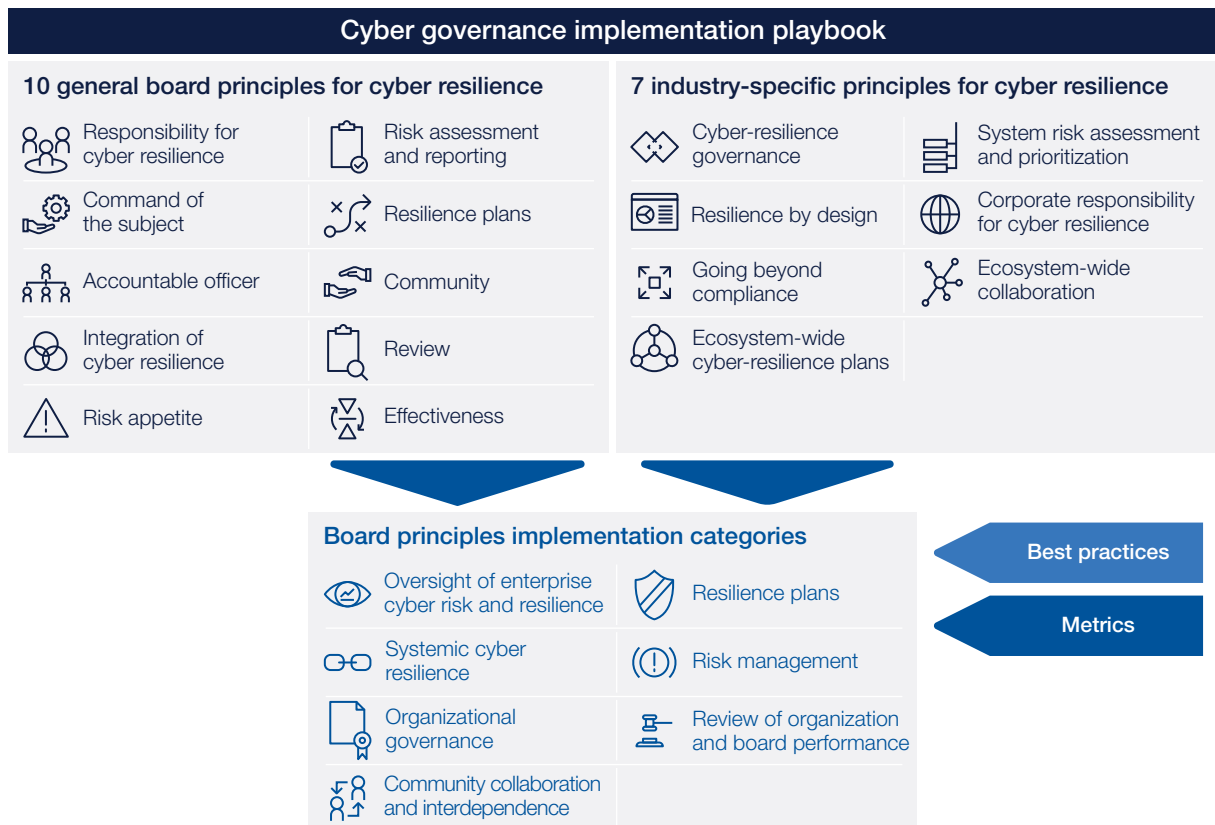 Cyber governance implementation playbook
10 general board principles for cyber resilience
Responsibility for
cyber resilience
Command of
the subject
Accountable officer
Integration of
cyber resilience
Risk appetite
Risk assessment
and reporting
Resilience plans
Community
Review
Effectiveness
7 industry-specific principles for cyber resilience
Cyber-resilience
governance
Resilience by design
Going beyond
compliance
Ecosystem-wide
cyber-resilience plans
System risk assessment
and prioritization
Corporate responsibility
for cyber resilience
Ecosystem-wide
collaboration
Board principles implementation categories
Oversight of enterprise
cyber risk and resilience
Systemic cyber
resilience
Organizational
governance
Community collaboration
and interdependence
Resilience plans
Risk management
Review of organization
and board performance
Best practices
Metrics